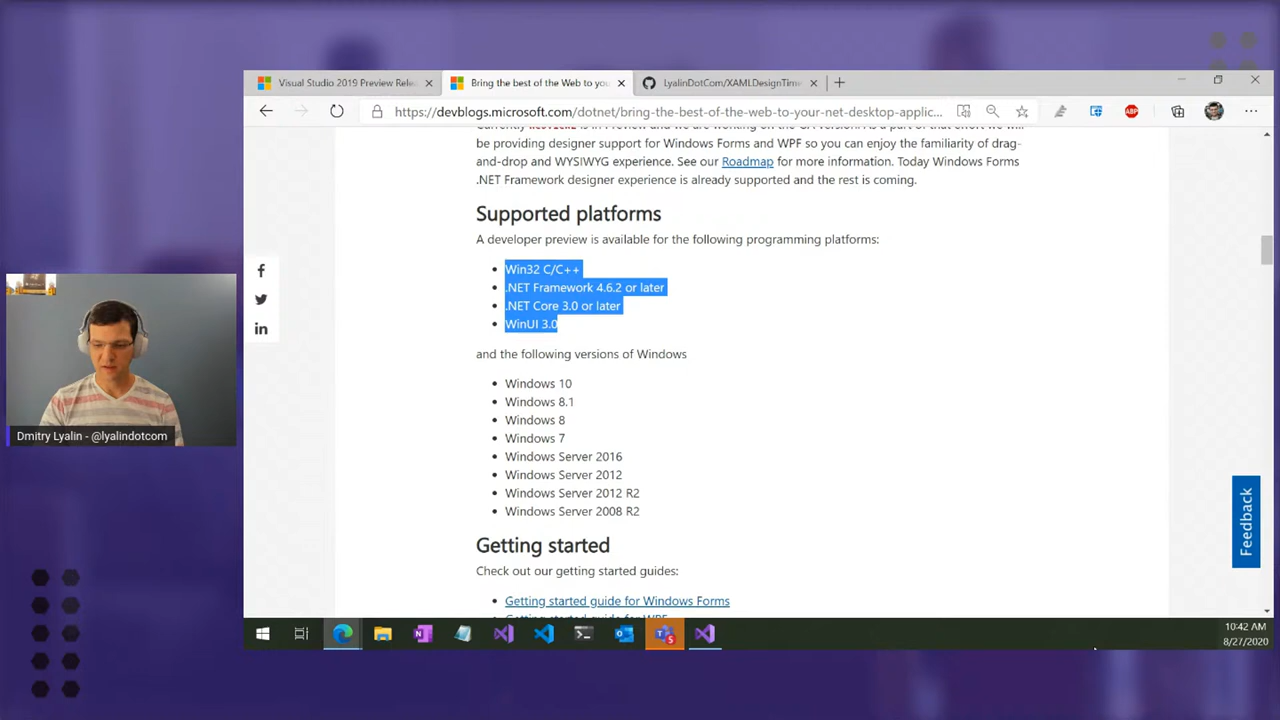 Visual Studio 2019 Preview Rele
Bring the best of the Web to you
LyalinDotCom/XAMLDesignTime
https://devblogs.microsoft.com/dotnet/bring-the-best-of-the-web-to-your-net-desktop-applic...
ABP
be providing designer support for Windows Forms and WPF so you can enjoy the familiarity of drag-
and-drop and WYSIWYG experience. See our Roadmap for more information. Today Windows Forms
.NET Framework designer experience is already supported and the rest is coming.
Supported platforms
A developer preview is available for the following programming platforms:
Win32 C/C++
.NET Framework 4.6.2 or later
.NET Core 3.0 or later
WinUI 3.0
and the following versions of Windows
Windows 10
Windows 8.1
Windows 8
Windows 7
Windows Server 2016
Windows Server 2012
Windows Server 2012 R2
Windows Server 2008 R2
Getting started
Check out our getting started guides:
Getting started guide for Windows Forms
Feedback
Dmitry Lyalin - @lyalindotcom
10:42 AM
8/27/2020